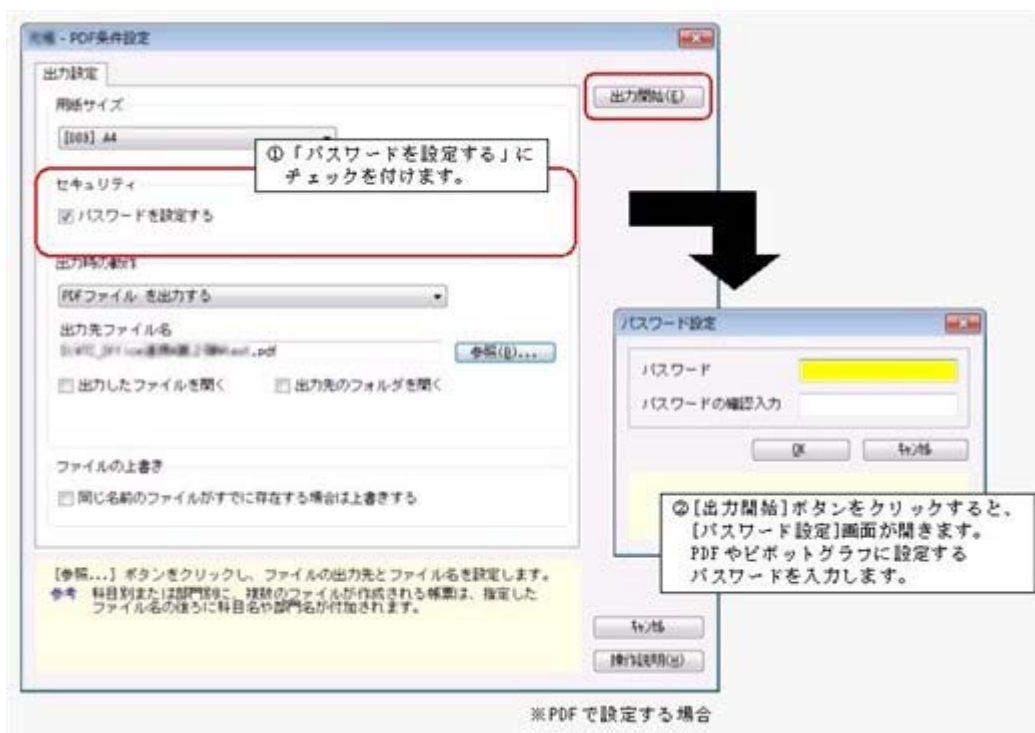 - PDF条件設定
出力設定
出力開始(E)
用紙サイズ
[003] A4
①「パスワードを設定する」に
チェックを付けます。
セキュリティ
パスワードを設定する
出力時の動作
PDFファイル を出力する
出力先ファイル名
.pdf
参照(B)...
出力したファイルを開く
出力先のフォルダを開く
ファイルの上書き
同じ名前のファイルがすでに存在する場合は上書きする
[参照...] ボタンをクリックし、ファイルの出力先とファイル名を設定します。
参考 科目別または部門別に、複数のファイルが作成される帳票は、指定した
ファイル名の後ろに科目名や部門名が付加されます。
パスワード設定
パスワード
パスワードの確認入力
OK
キャンセル
②[出力開始]ボタンをクリックすると、
[パスワード設定]画面が開きます。
PDFやピボットグラフに設定する
パスワードを入力します。
キャンセル
操作説明(H)
※PDFで設定する場合